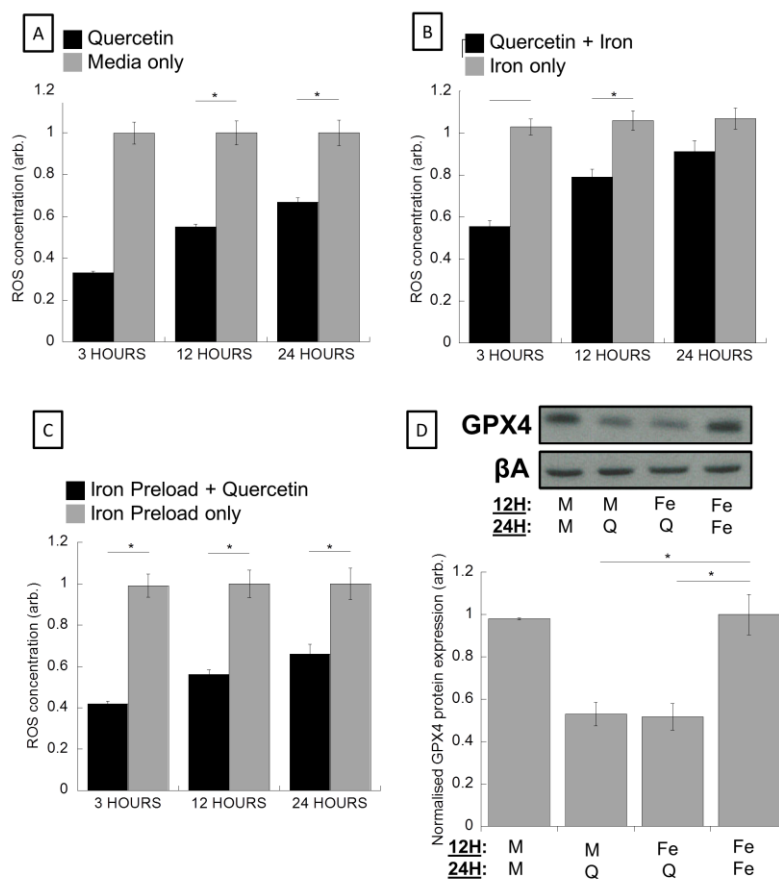 A
Quercetin
Media only
ROS concentration (arb.)
1.2
1
0.8
0.6
0.4
0.2
0
* *
3 HOURS 12 HOURS 24 HOURS
B
Quercetin + Iron
Iron only
ROS concentration (arb.)
1.2
1
0.8
0.6
0.4
0.2
0
*
3 HOURS 12 HOURS 24 HOURS
C
Iron Preload + Quercetin
Iron Preload only
ROS concentration (arb.)
1.2
1
0.8
0.6
0.4
0.2
0
* * *
3 HOURS 12 HOURS 24 HOURS
D
GPX4
βA
12H: M M Fe Fe
24H: M Q Q Fe
Normalised GPX4 protein expression (arb.)
1.2
1
0.8
0.6
0.4
0.2
0
*
*
12H: M M Fe Fe
24H: M Q Q Fe